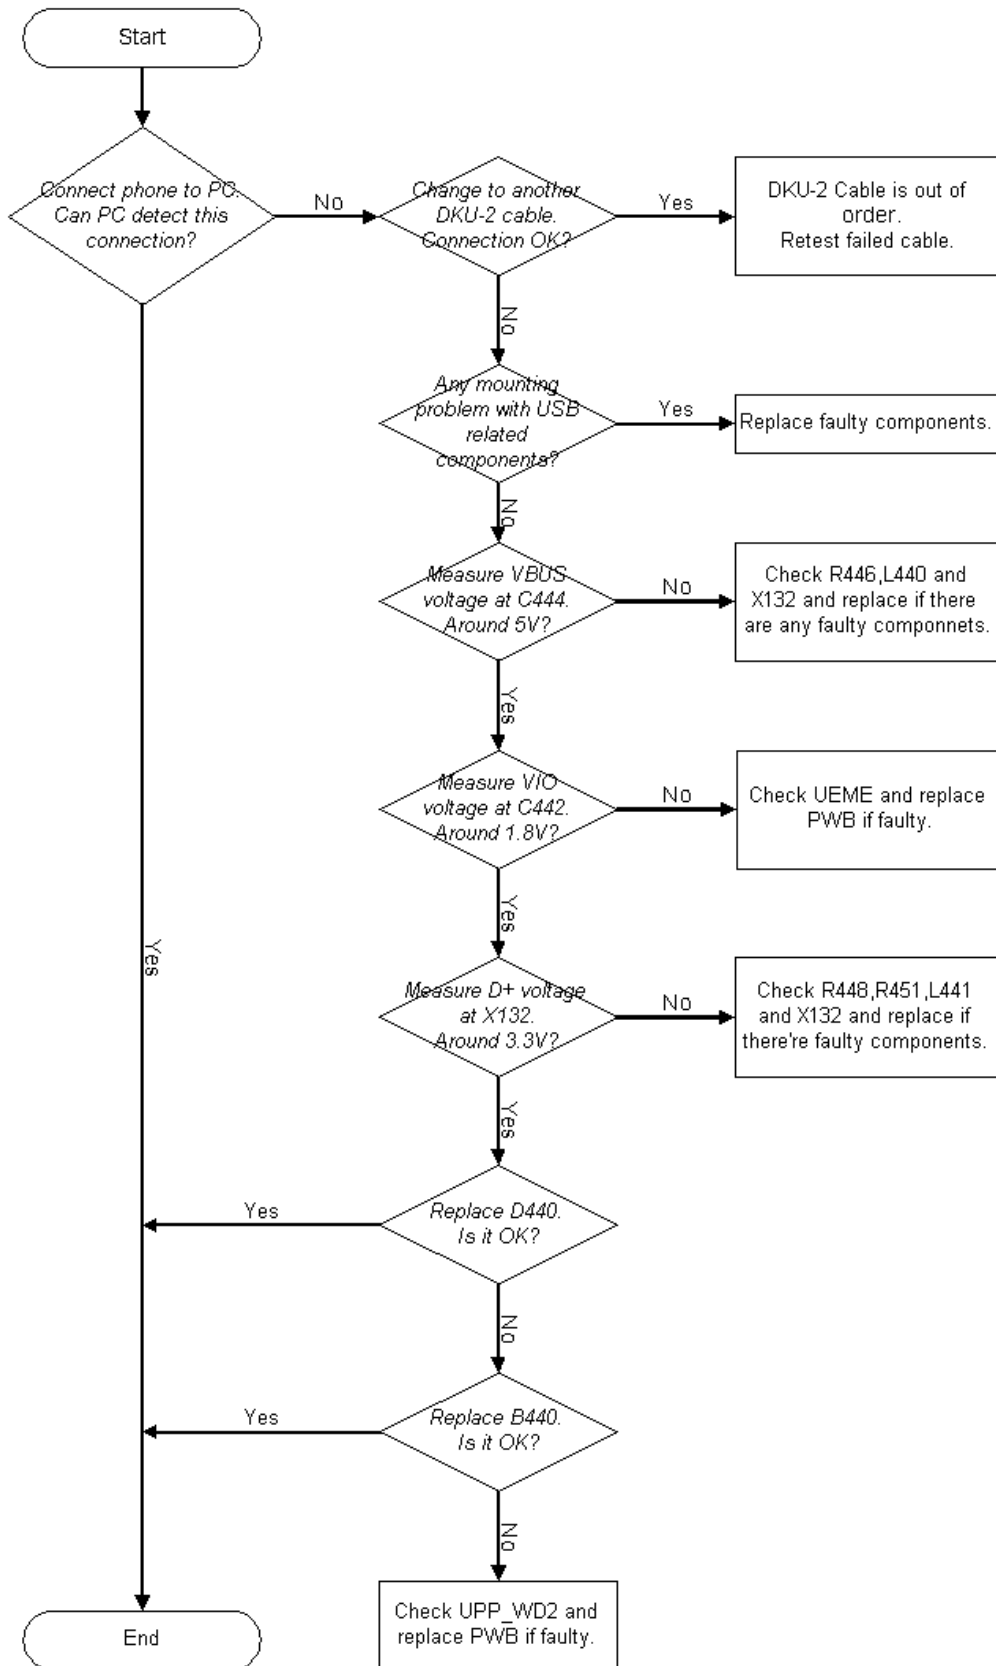 Start
Connect phone to PC.
Can PC detect this
connection?
No
Change to another
DKU-2 cable.
Connection OK?
Yes
DKU-2 Cable is out of
order.
Retest failed cable.
No
Any mounting
problem with USB
related
components?
Yes
Replace faulty components.
No
Measure VBUS
voltage at C444.
Around 5V?
No
Check R446,L440 and
X132 and replace if there
are any faulty componnets.
Yes
Measure VIO
voltage at C442.
Around 1.8V?
No
Check UEME and replace
PWB if faulty.
Yes
Yes
Measure D+ voltage
at X132.
Around 3.3V?
No
Check R448,R451,L441
and X132 and replace if
there're faulty components.
Yes
Replace D440.
Is it OK?
Yes
No
Replace B440.
Is it OK?
Yes
No
Check UPP_WD2 and
replace PWB if faulty.
End